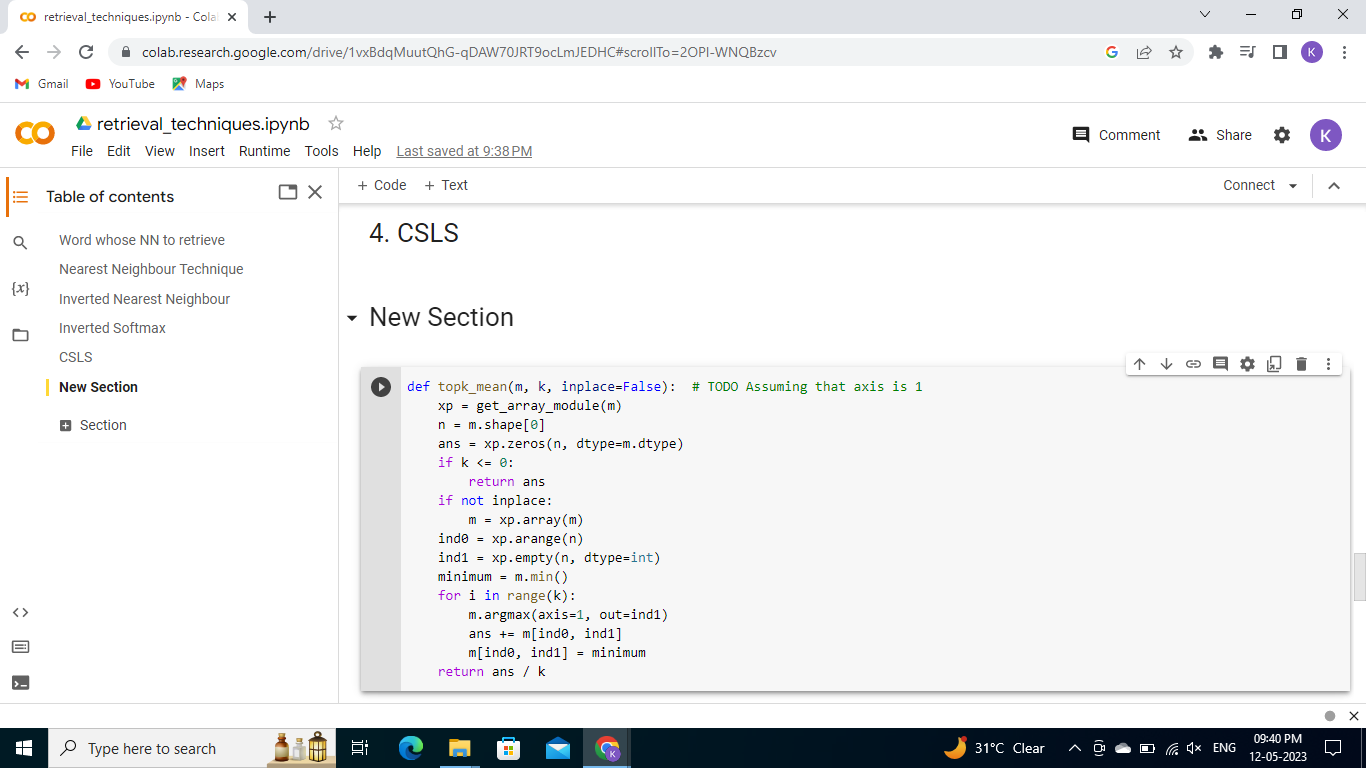 retrieval_techniques.ipynb - Cola
colab.research.google.com/drive/1vxBdqMuutQhG-qDAW70JRT9ocLmJEDHC#scrollTo=2OPI-WNQBzcv
K
Gmail
YouTube
Maps
retrieval_techniques.ipynb
File Edit View Insert Runtime Tools Help Last saved at 9:38 PM
Comment
Share
K
Table of contents
Word whose NN to retrieve
Nearest Neighbour Technique
Inverted Nearest Neighbour
Inverted Softmax
CSLS
New Section
Section
{x}
+ Code
+ Text
Connect
4. CSLS
New Section
def topk_mean(m, k, inplace=False):  # TODO Assuming that axis is 1
    xp = get_array_module(m)
    n = m.shape[0]
    ans = xp.zeros(n, dtype=m.dtype)
    if k <= 0:
        return ans
    if not inplace:
        m = xp.array(m)
    ind0 = xp.arange(n)
    ind1 = xp.empty(n, dtype=int)
    minimum = m.min()
    for i in range(k):
        m.argmax(axis=1, out=ind1)
        ans += m[ind0, ind1]
        m[ind0, ind1] = minimum
    return ans / k
Type here to search
K
31°C Clear
ENG
09:40 PM
12-05-2023